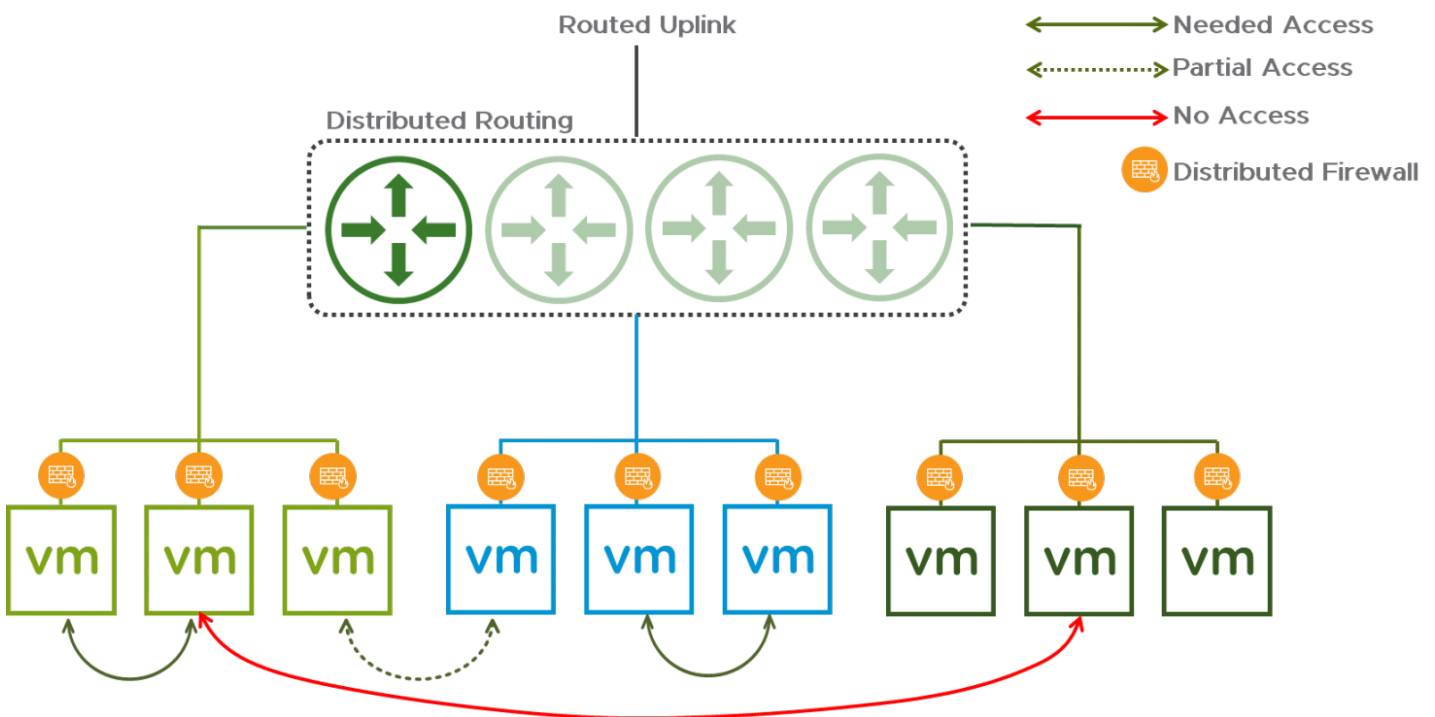 Routed Uplink
Needed Access
Partial Access
Distributed Routing
No Access
Distributed Firewall
vm
vm
vm
vm
vm
vm
vm
vm
vm